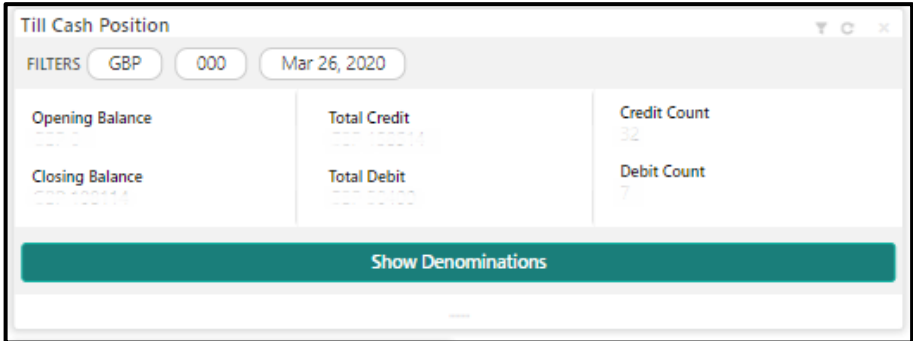 Till Cash Position
FILTERS GBP 000 Mar 26, 2020
Opening Balance Total Credit Credit Count
32
Closing Balance Total Debit Debit Count
7
Show Denominations